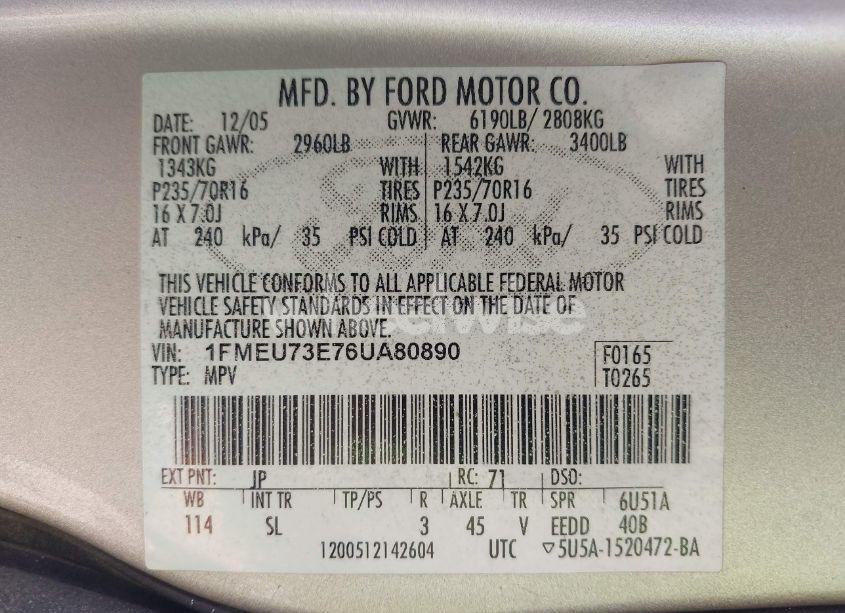 MFD. BY FORD MOTOR CO.
DATE: 12/05 GVWR: 6190LB/ 2808KG
FRONT GAWR: 2960LB REAR GAWR: 3400LB
1343KG WITH 1542KG WITH
P235/70R16 TIRES P235/70R16 TIRES
16 X 7.0J RIMS 16 X 7.0J RIMS
AT 240 kPa/ 35 PSI COLD AT 240 kPa/ 35 PSI COLD
THIS VEHICLE CONFORMS TO ALL APPLICABLE FEDERAL MOTOR
VEHICLE SAFETY STANDARDS IN EFFECT ON THE DATE OF
MANUFACTURE SHOWN ABOVE.
VIN: 1FMEU73E76UA80890 F0165
TYPE: MPV T0265
EXT PNT: JP RC: 71 DSO:
WB INT TR TP/PS R AXLE TR SPR 6U51A
114 SL 3 45 V EEDD 40B
1200512142604 UTC ▽5U5A-1520472-BA